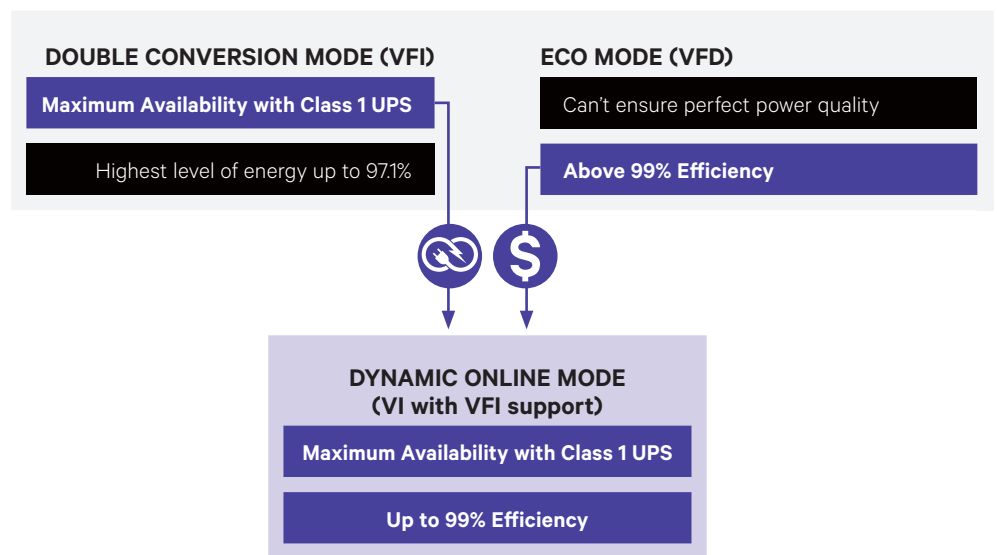 DOUBLE CONVERSION MODE (VFI)
Maximum Availability with Class 1 UPS
Highest level of energy up to 97.1%
ECO MODE (VFD)
Can't ensure perfect power quality
Above 99% Efficiency
$
DYNAMIC ONLINE MODE
(VI with VFI support)
Maximum Availability with Class 1 UPS
Up to 99% Efficiency